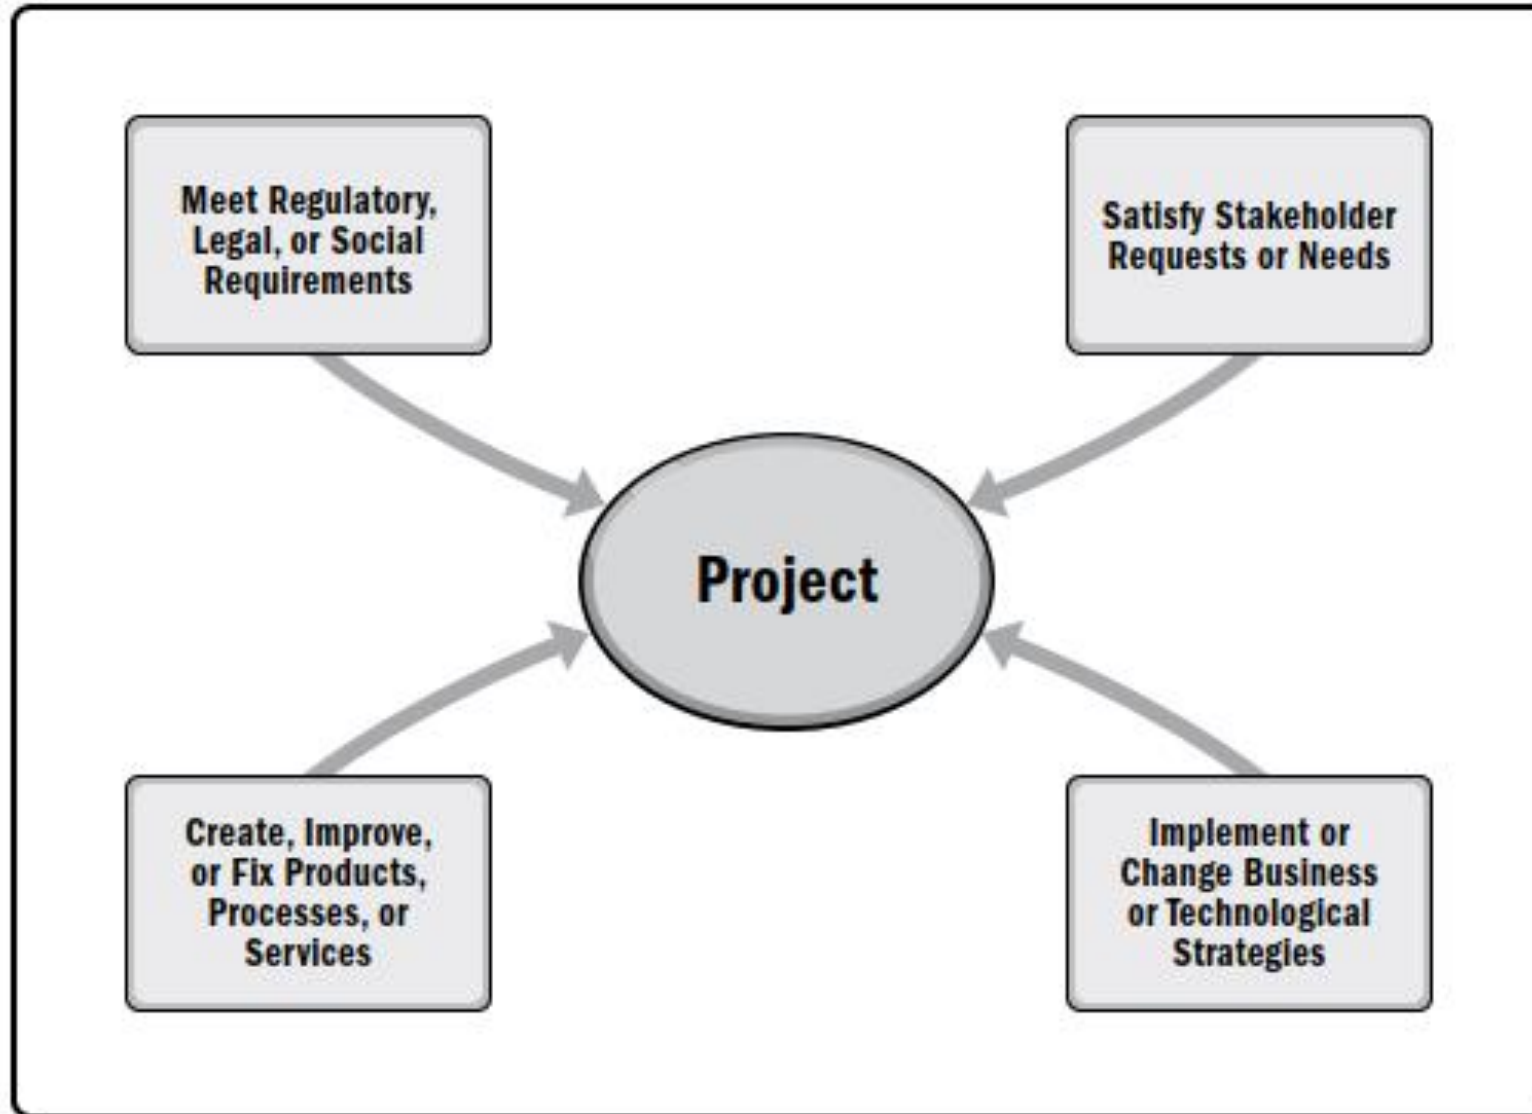 Meet Regulatory,
Legal, or Social
Requirements
Satisfy Stakeholder
Requests or Needs
Project
Create, Improve,
or Fix Products,
Processes, or
Services
Implement or
Change Business
or Technological
Strategies